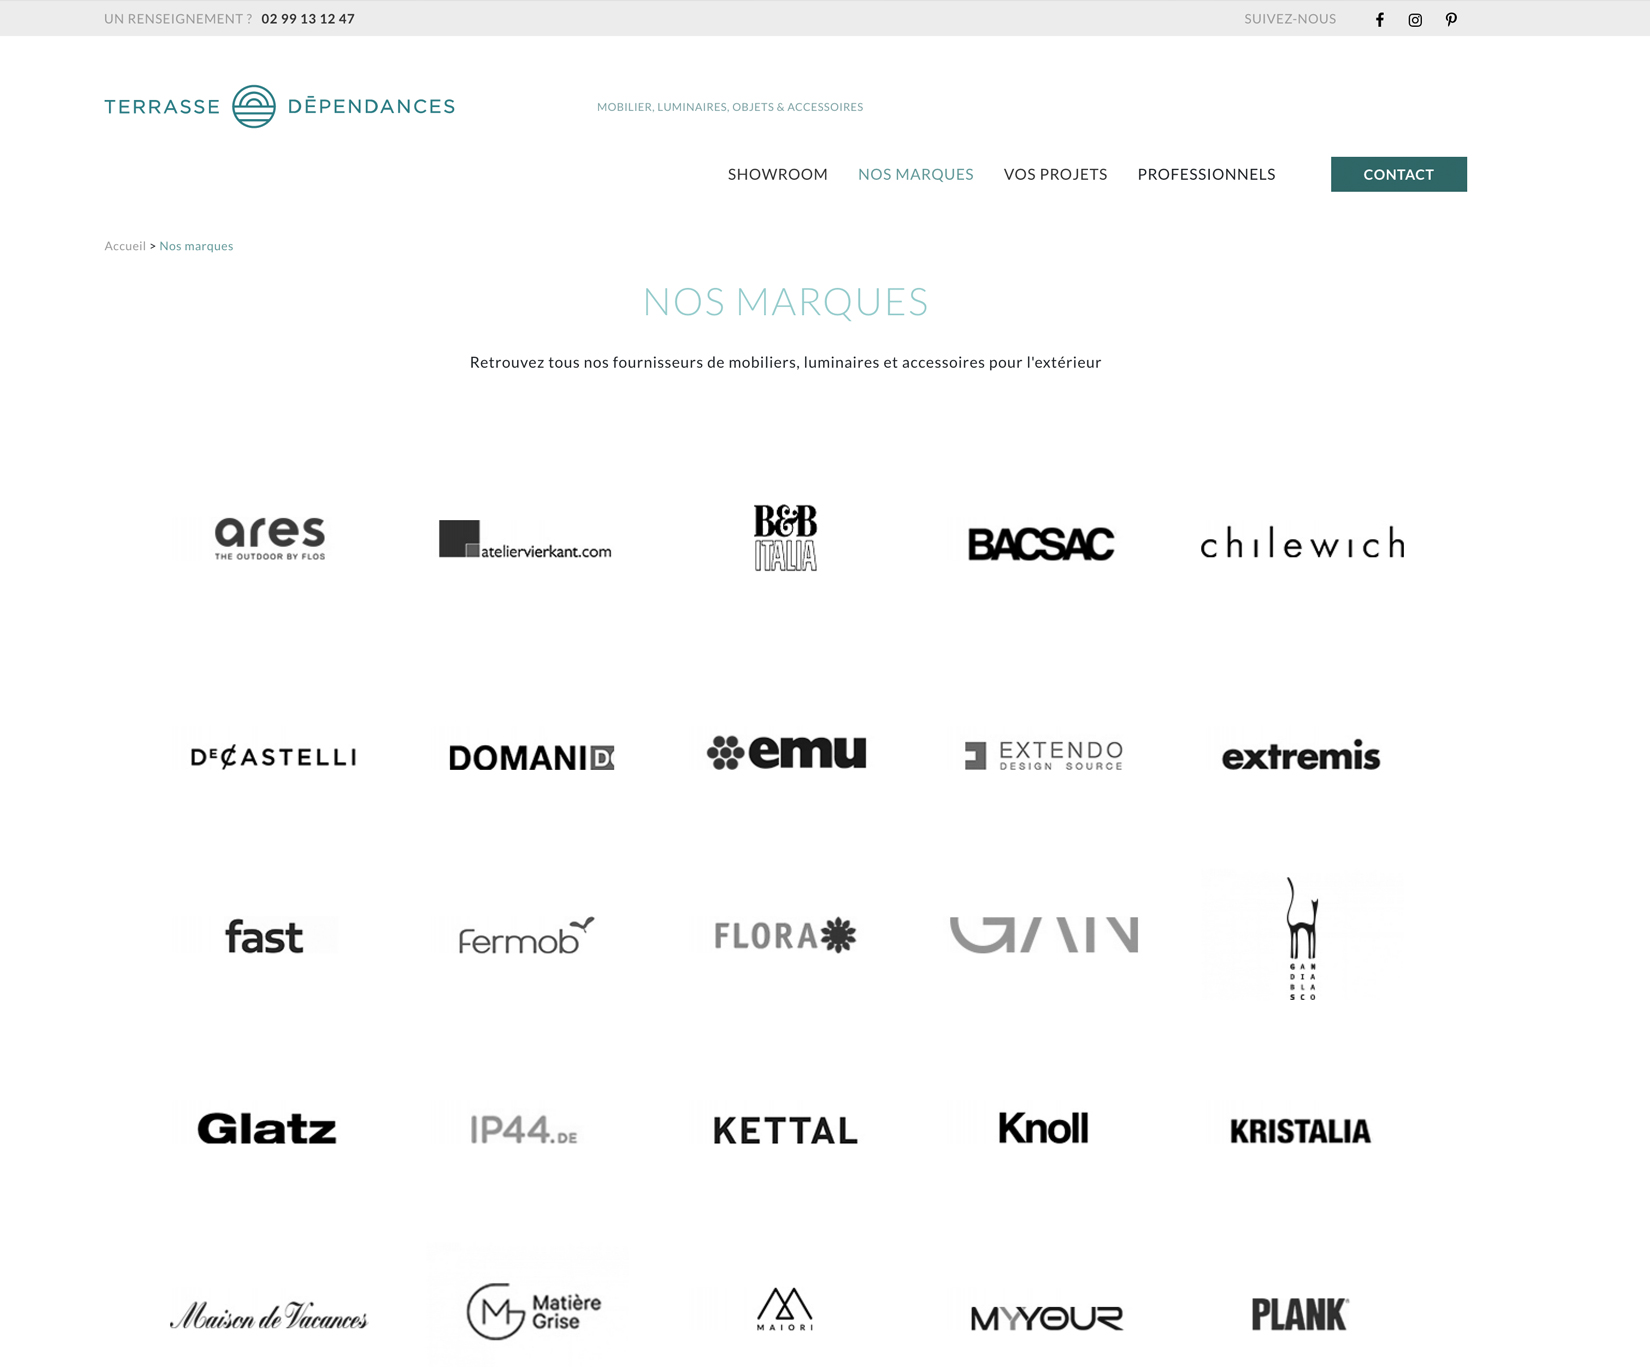 UN RENSEIGNEMENT ? 02 99 13 12 47
SUIVEZ-NOUS
TERRASSE DĒPENDANCES
MOBILIER, LUMINAIRES, OBJETS & ACCESSOIRES
SHOWROOM NOS MARQUES VOS PROJETS PROFESSIONNELS CONTACT
Accueil > Nos marques
NOS MARQUES
Retrouvez tous nos fournisseurs de mobiliers, luminaires et accessoires pour l'extérieur
ares
THE OUTDOOR BY FLOS
ateliervierkant.com
B&B
ITALIA
BACSAC
chilewich
DECASTELLI
DOMANI D
emu
EXTENDO
DESIGN SOURCE
extremis
fast
Fermob
FLORA
GAN
GAN
DIA
BLA
SCO
Glatz
IP44.DE
KETTAL
Knoll
KRISTALIA
Maison de Vacances
M Matière
Grise
MAIORI
MYYOUR
PLANK®